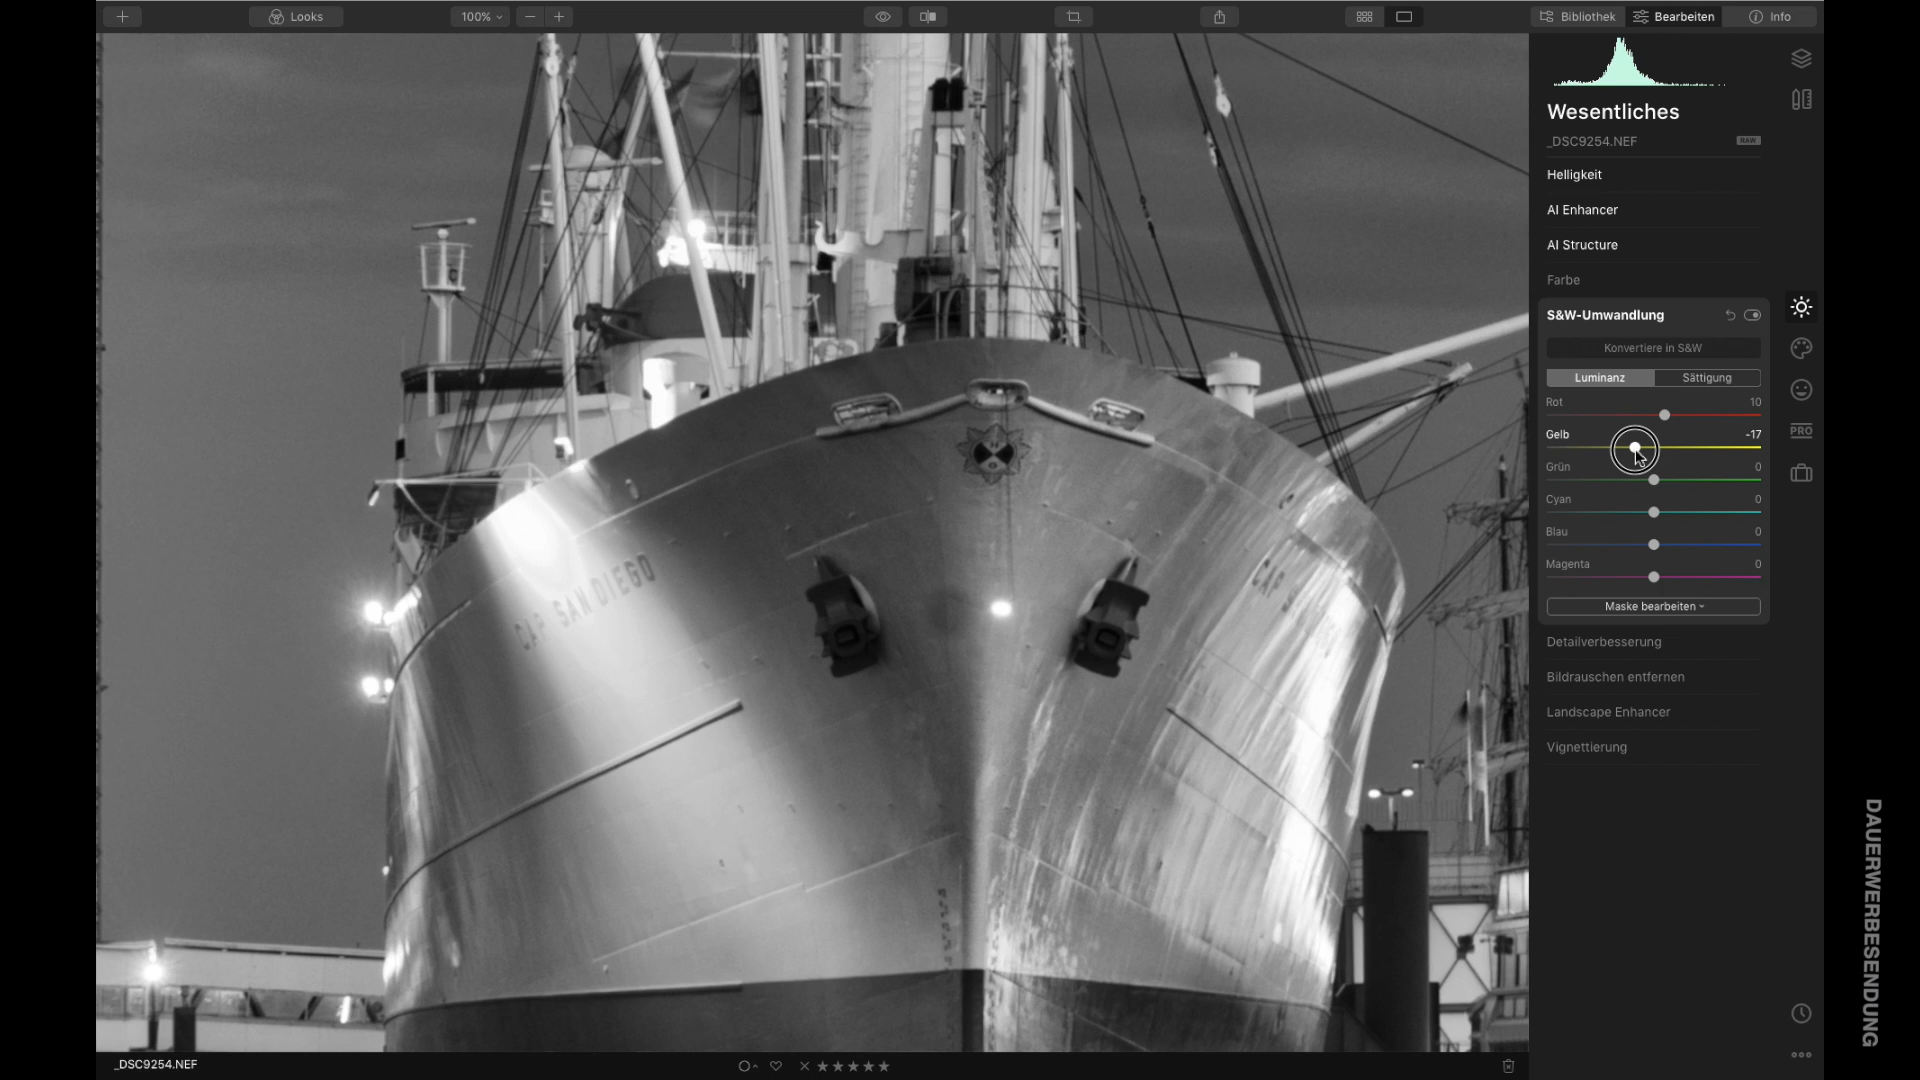 Looks
100%
Bibliothek
Bearbeiten
Info
Wesentliches
_DSC9254.NEF
RAW
Helligkeit
AI Enhancer
AI Structure
Farbe
S&W-Umwandlung
Konvertiere in S&W
Luminanz
Sättigung
Rot 10
Gelb -17
Grün 0
Cyan 0
Blau 0
Magenta 0
Maske bearbeiten
Detailverbesserung
Bildrauschen entfernen
Landscape Enhancer
Vignettierung
PRO
CAP SAN DIEGO
CAP S
_DSC9254.NEF
DAUERWERBESENDUNG